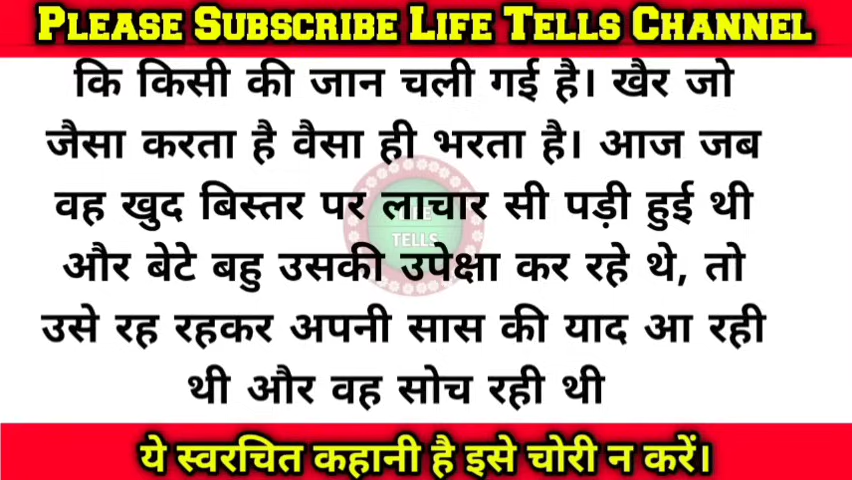 PLEASE SUBSCRIBE LIFE TELLS CHANNEL
कि किसी की जान चली गई है। खैर जो
जैसा करता है वैसा ही भरता है। आज जब
वह खुद बिस्तर पर लाचार सी पड़ी हुई थी
LIFE
TELLS
और बेटे बहु उसकी उपेक्षा कर रहे थे, तो
उसे रह रहकर अपनी सास की याद आ रही
थी और वह सोच रही थी
ये स्वरचित कहानी है इसे चोरी न करें।